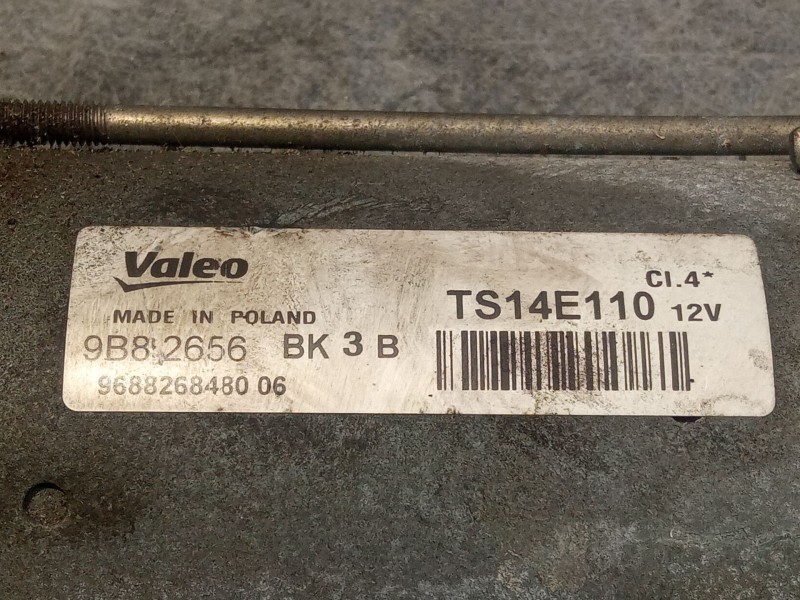 Valeo
MADE IN POLAND
Cl.4*
TS14E110 12V
9B8 2656 BK 3 B
9688268480 06